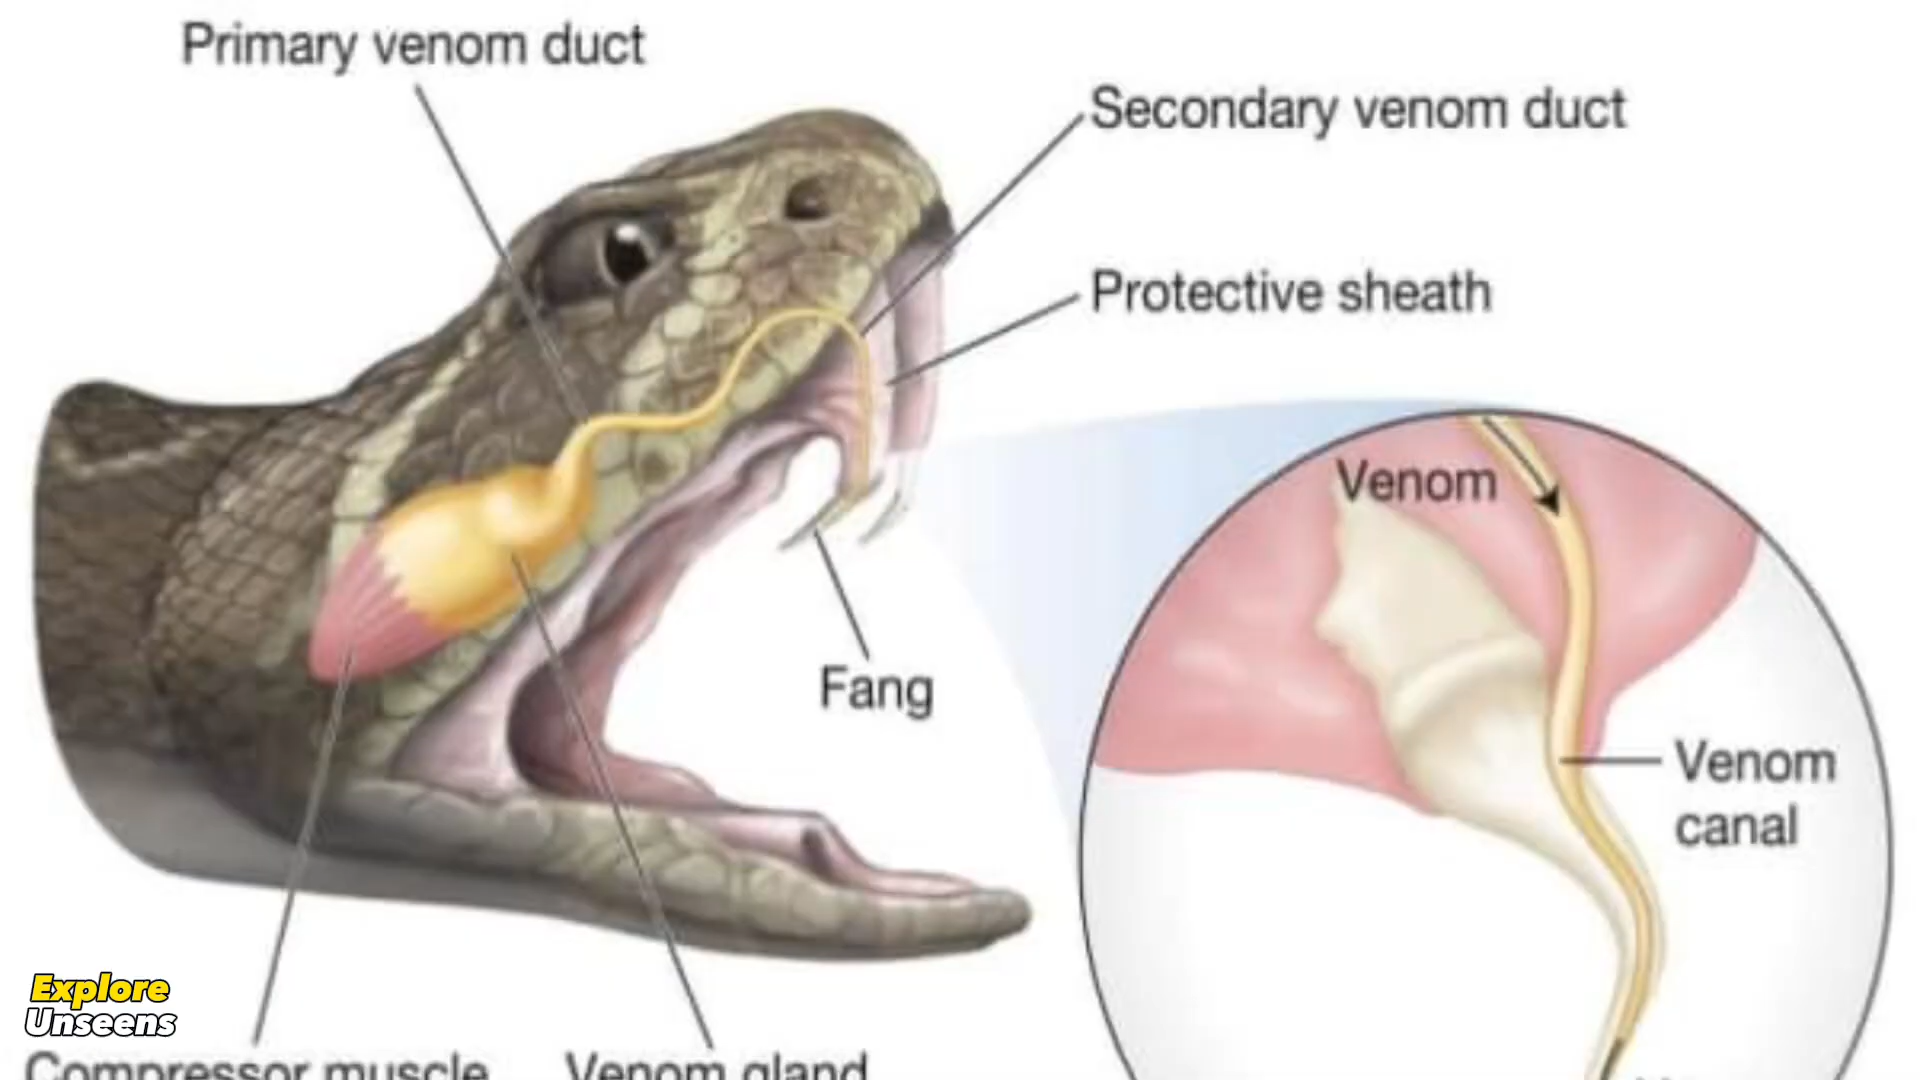 Primary venom duct
Secondary venom duct
Protective sheath
Venom
Fang
Venom
canal
Explore
Unseens
Compressor muscle
Venom gland